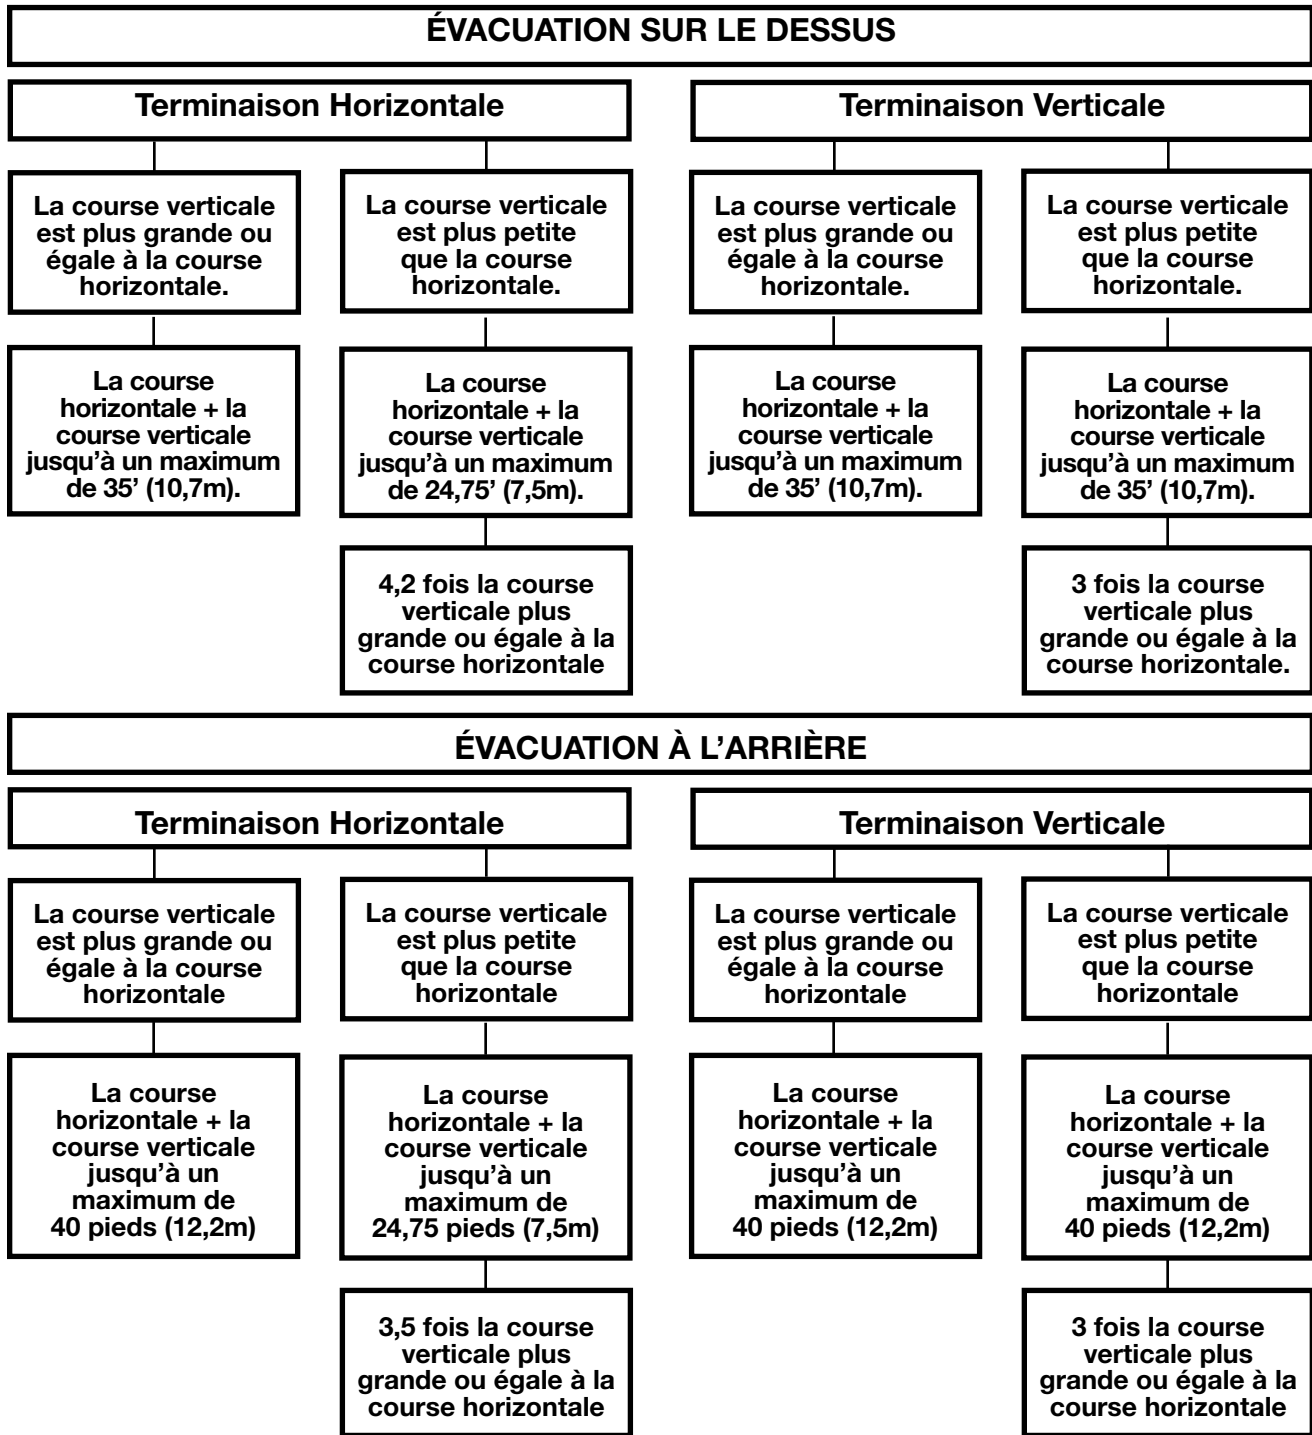 ÉVACUATION SUR LE DESSUS
Terminaison Horizontale
La course verticale
est plus grande ou
égale à la course
horizontale.
La course
horizontale + la
course verticale
jusqu'à un maximum
de 35’ (10,7m).
La course verticale
est plus petite
que la course
horizontale.
La course
horizontale + la
course verticale
jusqu'à un maximum
de 24,75’ (7,5m).
4,2 fois la course
verticale plus
grande ou égale à la
course horizontale
Terminaison Verticale
La course verticale
est plus grande ou
égale à la course
horizontale.
La course
horizontale + la
course verticale
jusqu'à un maximum
de 35’ (10,7m).
La course verticale
est plus petite
que la course
horizontale.
La course
horizontale + la
course verticale
jusqu'à un maximum
de 35’ (10,7m).
3 fois la course
verticale plus
grande ou égale à la
course horizontale.
ÉVACUATION À L’ARRIÈRE
Terminaison Horizontale
La course verticale
est plus grande ou
égale à la course
horizontale
La course
horizontale + la
course verticale
jusqu'à un
maximum de
40 pieds (12,2m)
La course verticale
est plus petite
que la course
horizontale
La course
horizontale + la
course verticale
jusqu'à un
maximum de
24,75 pieds (7,5m)
3,5 fois la course
verticale plus
grande ou égale à la
course horizontale
Terminaison Verticale
La course verticale
est plus grande ou
égale à la course
horizontale
La course
horizontale + la
course verticale
jusqu'à un
maximum de
40 pieds (12,2m)
La course verticale
est plus petite
que la course
horizontale
La course
horizontale + la
course verticale
jusqu'à un
maximum de
40 pieds (12,2m)
3 fois la course
verticale plus
grande ou égale à la
course horizontale